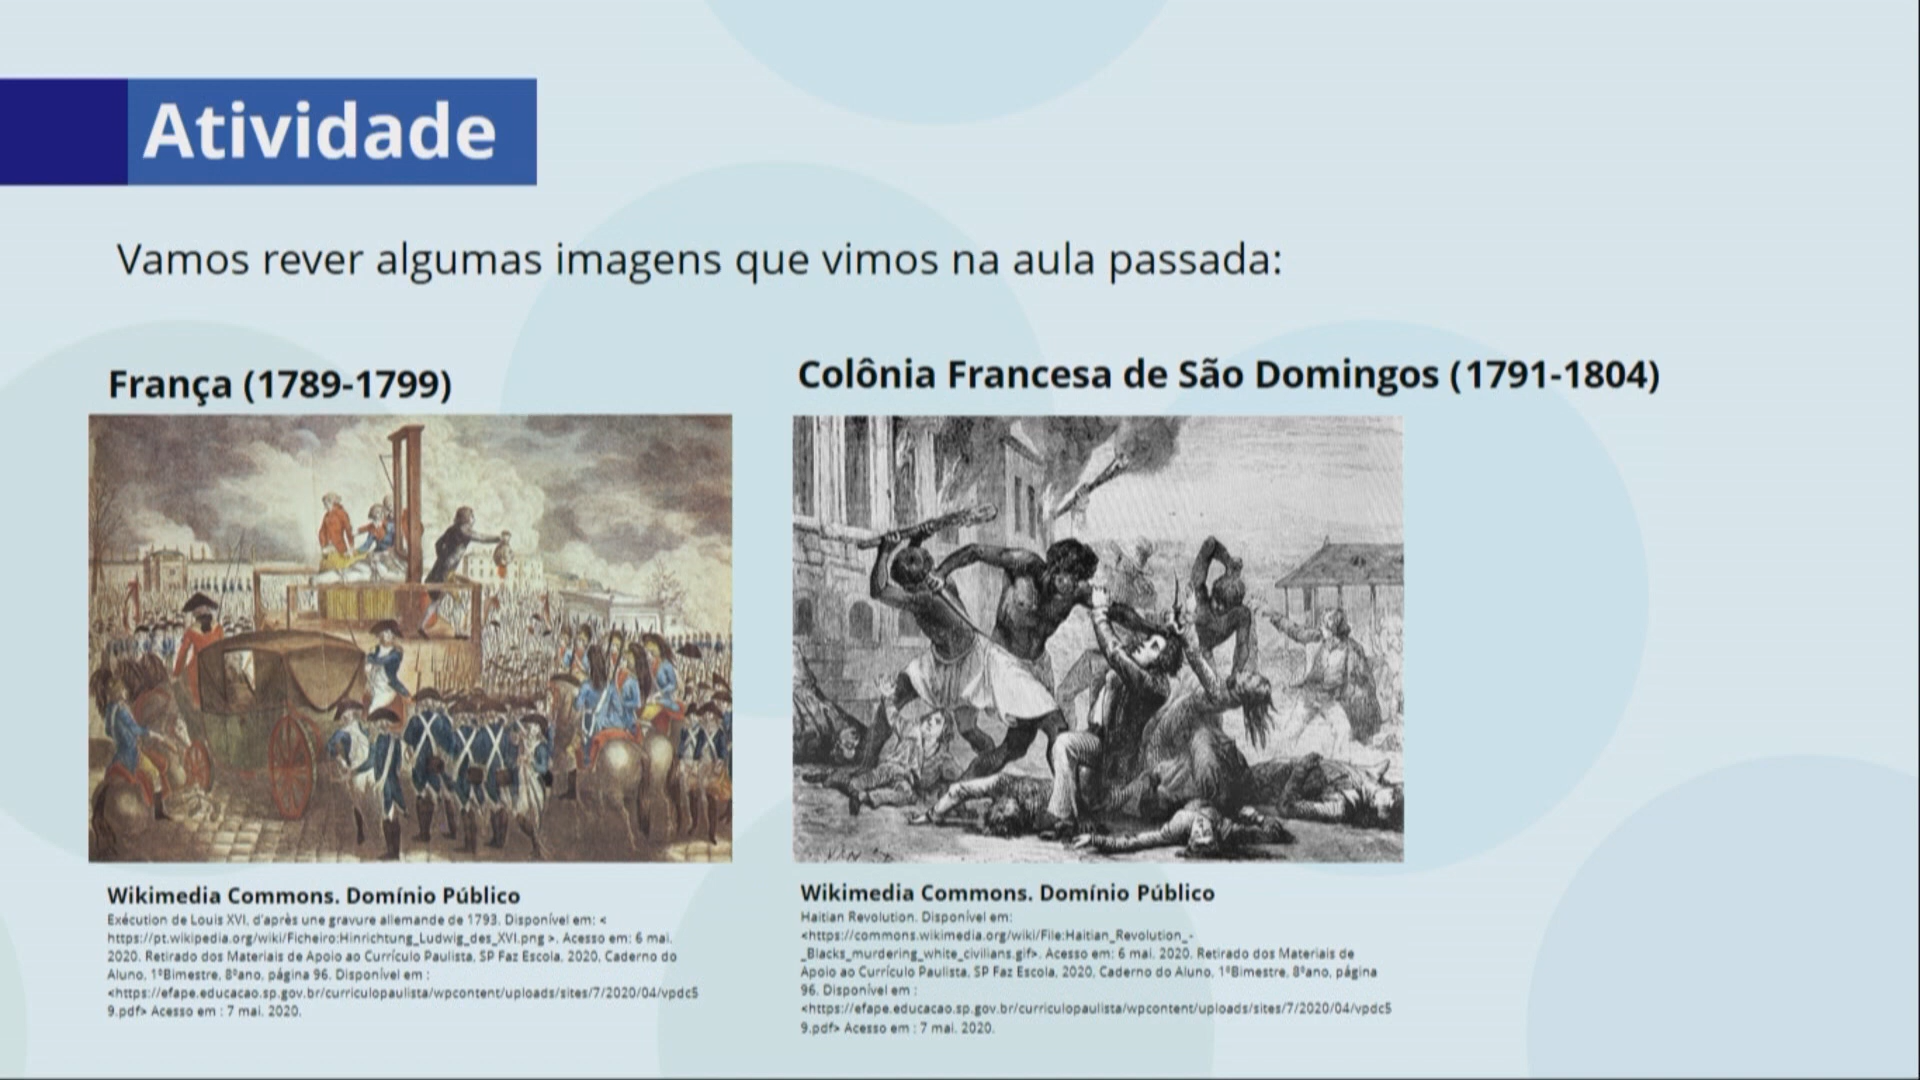 Atividade
Vamos rever algumas imagens que vimos na aula passada:
França (1789-1799)
Colônia Francesa de São Domingos (1791-1804)
Wikimedia Commons. Domínio Público
Exécution de Louis XVI, d'après une gravure allemande de 1793. Disponível em: <
https://pt.wikipedia.org/wiki/Ficheiro:Hinrichtung_Ludwig_des_XVI.png >. Acesso em: 6 mai.
2020. Retirado dos Materiais de Apoio ao Currículo Paulista, SP Faz Escola, 2020, Caderno do
Aluno, 1ºBimestre, 8ºano, página 96. Disponível em :
<https://efape.educacao.sp.gov.br/curriculopaulista/wpcontent/uploads/sites/7/2020/04/vpdc5
9.pdf> Acesso em : 7 mai. 2020.
Wikimedia Commons. Domínio Público
Haitian Revolution. Disponível em:
<https://commons.wikimedia.org/wiki/File:Haitian_Revolution_-
_Blacks_murdering_white_civilians.gif>. Acesso em: 6 mai. 2020. Retirado dos Materiais de
Apoio ao Currículo Paulista, SP Faz Escola, 2020, Caderno do Aluno, 1ºBimestre, 8ºano, página
96. Disponível em :
<https://efape.educacao.sp.gov.br/curriculopaulista/wpcontent/uploads/sites/7/2020/04/vpdc5
9.pdf> Acesso em : 7 mai. 2020.